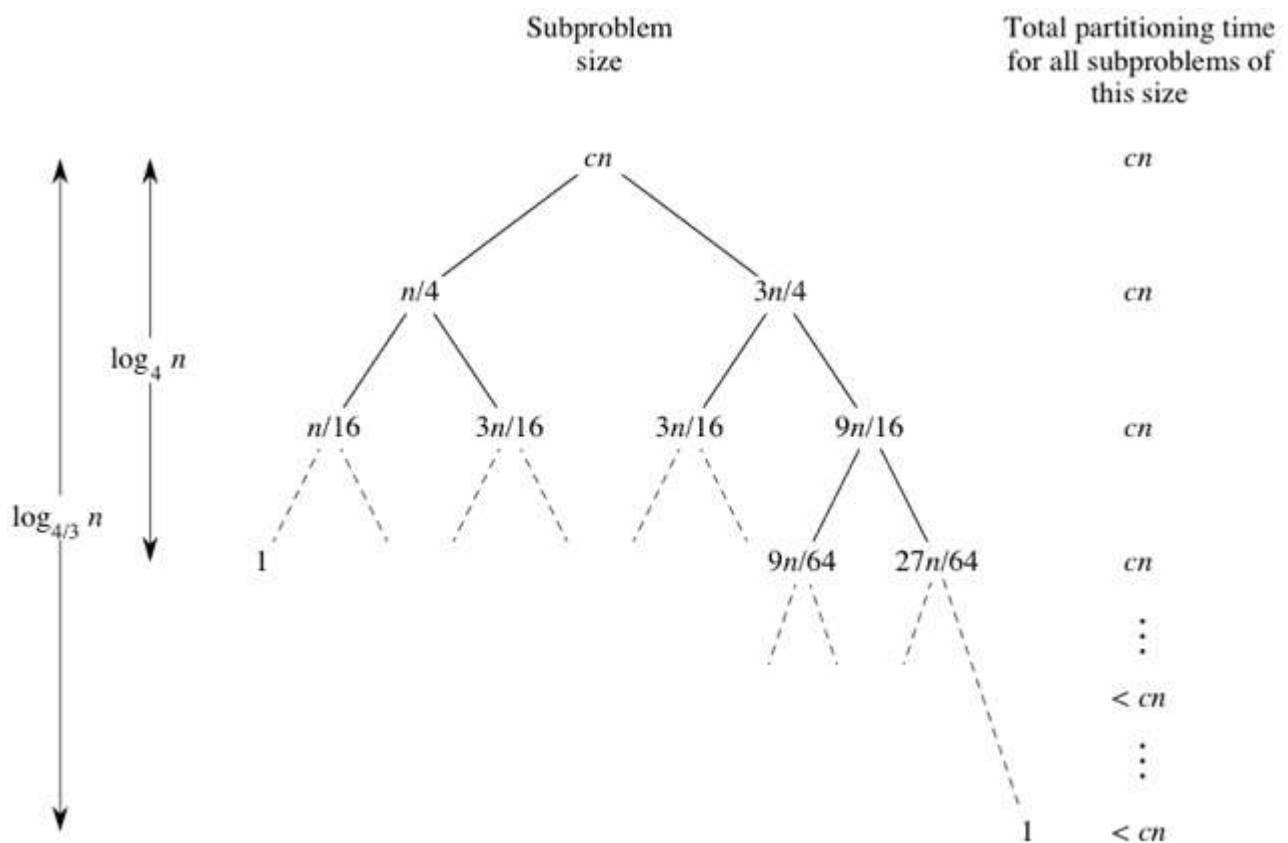 Subproblem
size
Total partitioning time
for all subproblems of
this size
cn cn
n/4 3n/4 cn
log₄ n
n/16 3n/16 3n/16 9n/16 cn
log₄/₃ n
1 9n/64 27n/64 cn
⋮
< cn
⋮
1 < cn